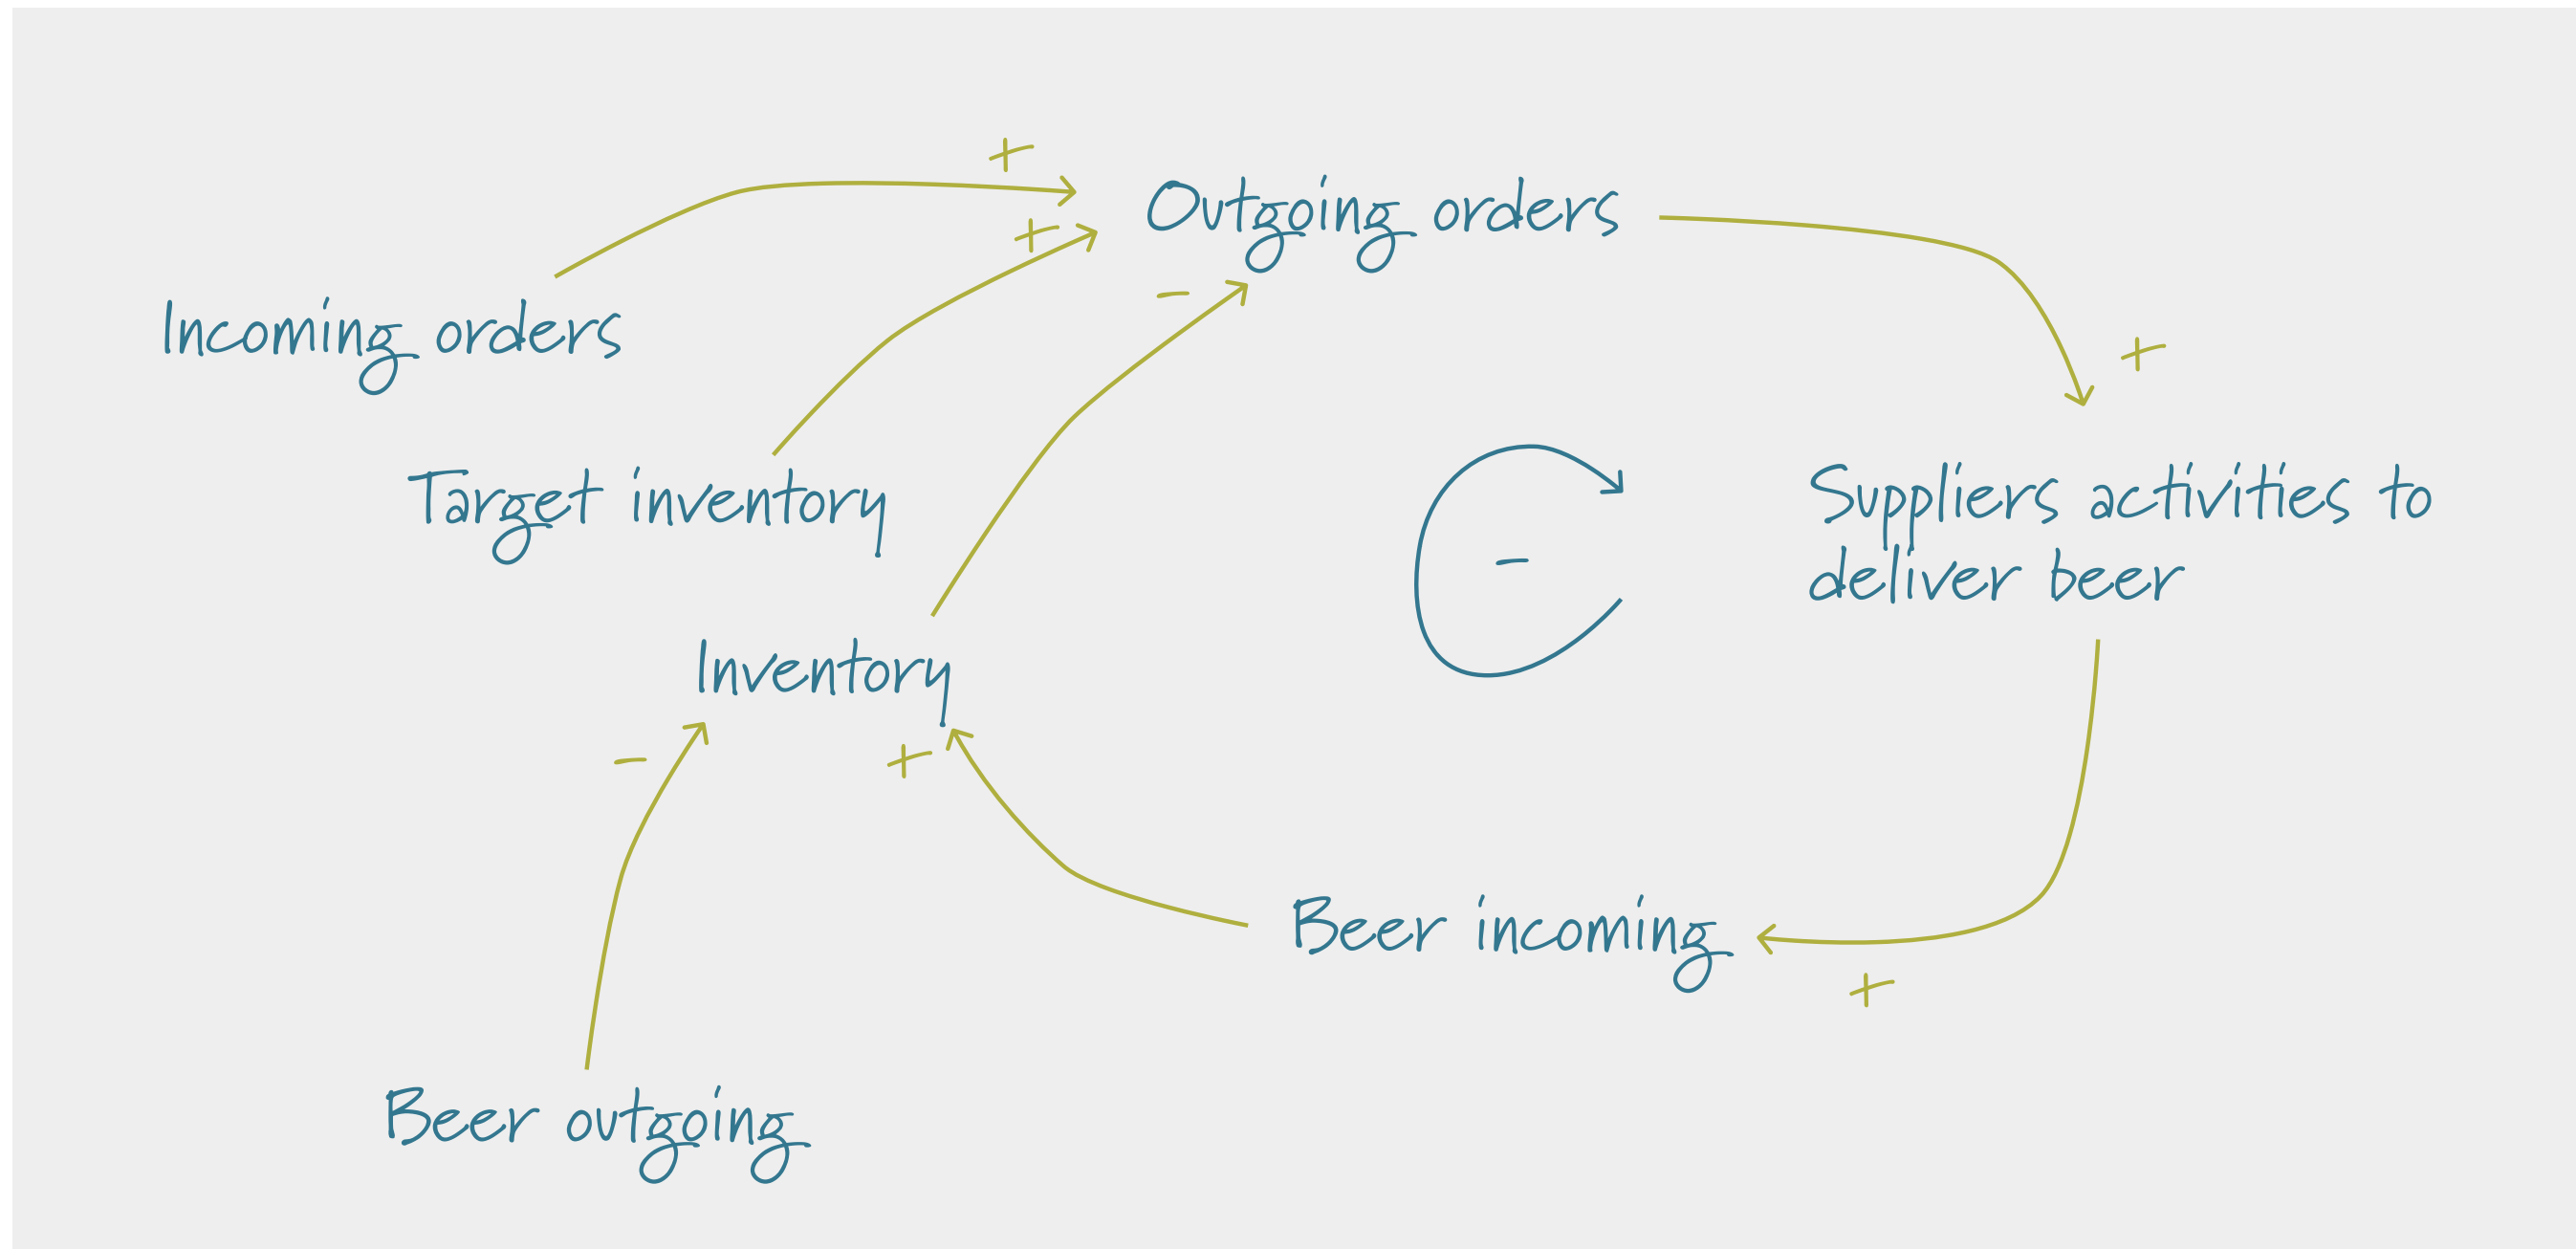 +
+
Outgoing orders
-
Incoming orders
+
Target inventory
Suppliers activities to
deliver beer
-
Inventory
-
+
Beer incoming
+
Beer outgoing